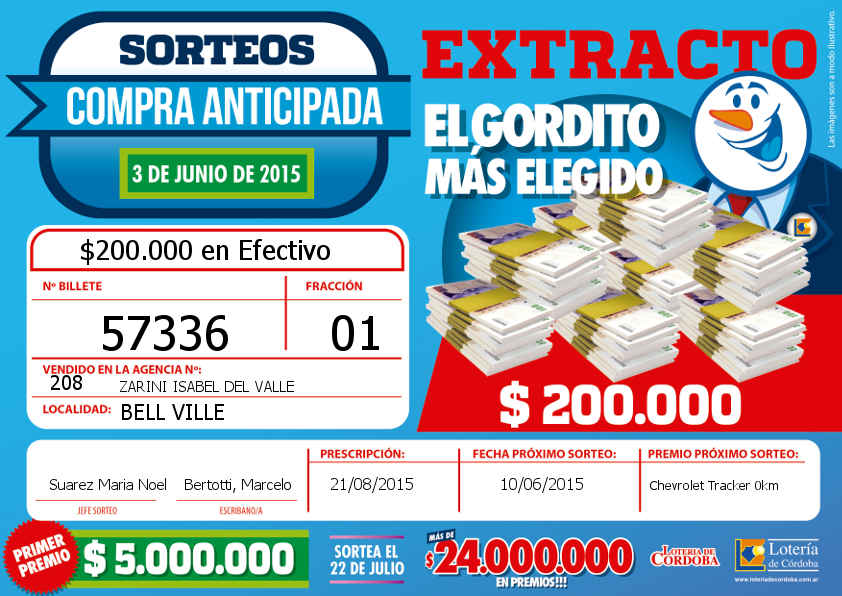 SORTEOS
COMPRA ANTICIPADA
3 DE JUNIO DE 2015
EXTRACTO
EL GORDITO
MÁS ELEGIDO
Las imágenes son a modo ilustrativo.
$200.000 en Efectivo
Nº BILLETE
FRACCIÓN
57336
01
VENDIDO EN LA AGENCIA Nº:
208 ZARINI ISABEL DEL VALLE
LOCALIDAD: BELL VILLE
$ 200.000
Suarez Maria Noel
JEFE SORTEO
Bertotti, Marcelo
ESCRIBANO/A
PRESCRIPCIÓN:
21/08/2015
FECHA PRÓXIMO SORTEO:
10/06/2015
PREMIO PRÓXIMO SORTEO:
Chevrolet Tracker 0km
PRIMER
PREMIO
$ 5.000.000
SORTEA EL
22 DE JULIO
MÁS DE
$24.000.000
EN PREMIOS!!!
LOTERIA DE
CORDOBA
Lotería
de Córdoba
www.loteriadecordoba.com.ar